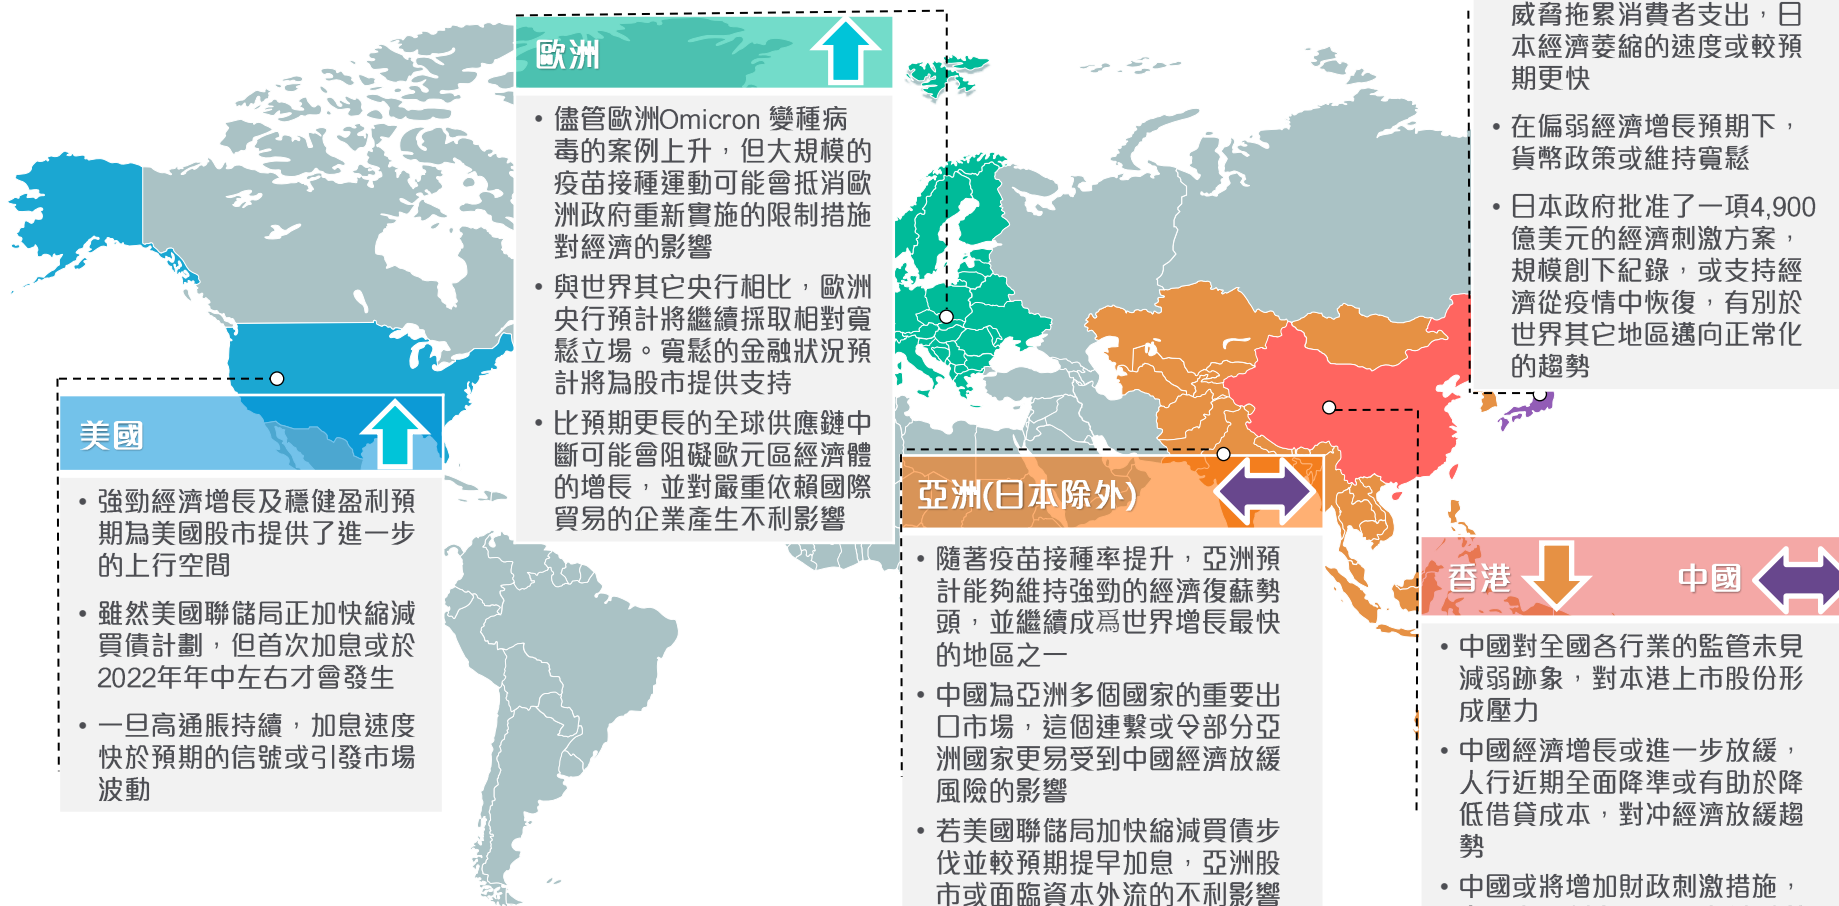 歐洲
• 儘管歐洲Omicron 變種病
毒的案例上升，但大規模的
疫苗接種運動可能會抵消歐
洲政府重新實施的限制措施
對經濟的影響
• 與世界其它央行相比，歐洲
央行預計將繼續採取相對寬
鬆立場。寬鬆的金融狀況預
計將為股市提供支持
• 比預期更長的全球供應鏈中
斷可能會阻礙歐元區經濟體
的增長，並對嚴重依賴國際
貿易的企業產生不利影響
威脅拖累消費者支出，日
本經濟萎縮的速度或較預
期更快
• 在偏弱經濟增長預期下，
貨幣政策或維持寬鬆
• 日本政府批准了一項4,900
億美元的經濟刺激方案，
規模創下紀錄，或支持經
濟從疫情中恢復，有別於
世界其它地區邁向正常化
的趨勢
美國
• 強勁經濟增長及穩健盈利預
期為美國股市提供了進一步
的上行空間
• 雖然美國聯儲局正加快縮減
買債計劃，但首次加息或於
2022年年中左右才會發生
• 一旦高通脹持續，加息速度
快於預期的信號或引發市場
波動
亞洲(日本除外)
• 隨著疫苗接種率提升，亞洲預
計能夠維持強勁的經濟復蘇勢
頭，並繼續成爲世界增長最快
的地區之一
• 中國為亞洲多個國家的重要出
口市場，這個連繫或令部分亞
洲國家更易受到中國經濟放緩
風險的影響
• 若美國聯儲局加快縮減買債步
伐並較預期提早加息，亞洲股
市或面臨資本外流的不利影響
香港 中國
• 中國對全國各行業的監管未見
減弱跡象，對本港上市股份形
成壓力
• 中國經濟增長或進一步放緩，
人行近期全面降準或有助於降
低借貸成本，對冲經濟放緩趨
勢
• 中國或將增加財政刺激措施，